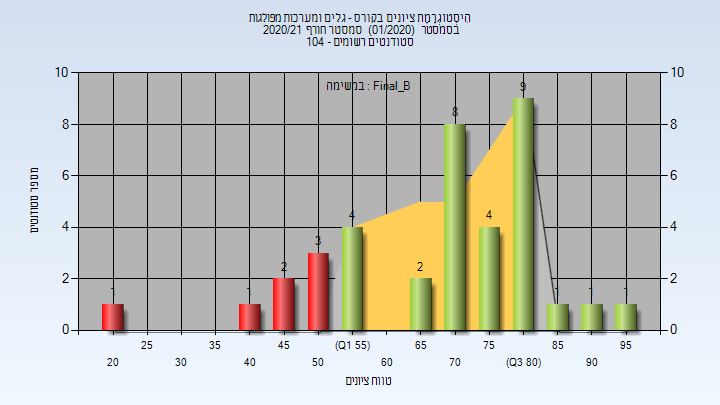 היסטוגרמת ציונים בקורס - גלים ומערכות מפולגות
בסמסטר (01/2020) סמסטר חורף 2020/21
סטודנטים רשומים - 104
במשימה : Final_B
מספר סטודנטים
10 10
8 8
6 6
4 4
2 2
0 0
1 1 2 3 4 2 8 4 9 1 1 1
25 35 45 (Q1 55) 65 75 85 95
20 30 40 50 60 70 (Q3 80) 90
טווח ציונים